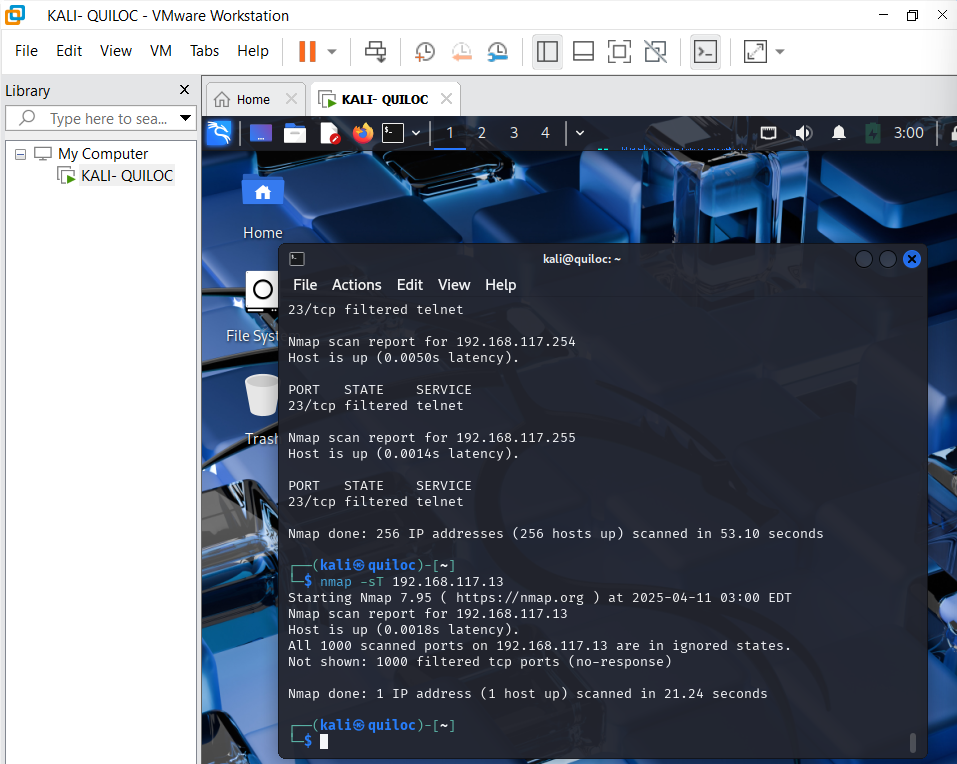 KALI- QUILOC - VMware Workstation
File Edit View VM Tabs Help
Library
Type here to sea...
Home
KALI- QUILOC
My Computer
KALI- QUILOC
1 2 3 4
3:00
Home
File Syst
Trash
kali@quiloc: ~
File Actions Edit View Help
23/tcp filtered telnet
Nmap scan report for 192.168.117.254
Host is up (0.0050s latency).
PORT   STATE    SERVICE
23/tcp filtered telnet
Nmap scan report for 192.168.117.255
Host is up (0.0014s latency).
PORT   STATE    SERVICE
23/tcp filtered telnet
Nmap done: 256 IP addresses (256 hosts up) scanned in 53.10 seconds
┌──(kali㉿quiloc)-[~]
└─$ nmap -sT 192.168.117.13
Starting Nmap 7.95 ( https://nmap.org ) at 2025-04-11 03:00 EDT
Nmap scan report for 192.168.117.13
Host is up (0.0018s latency).
All 1000 scanned ports on 192.168.117.13 are in ignored states.
Not shown: 1000 filtered tcp ports (no-response)
Nmap done: 1 IP address (1 host up) scanned in 21.24 seconds
┌──(kali㉿quiloc)-[~]
└─$